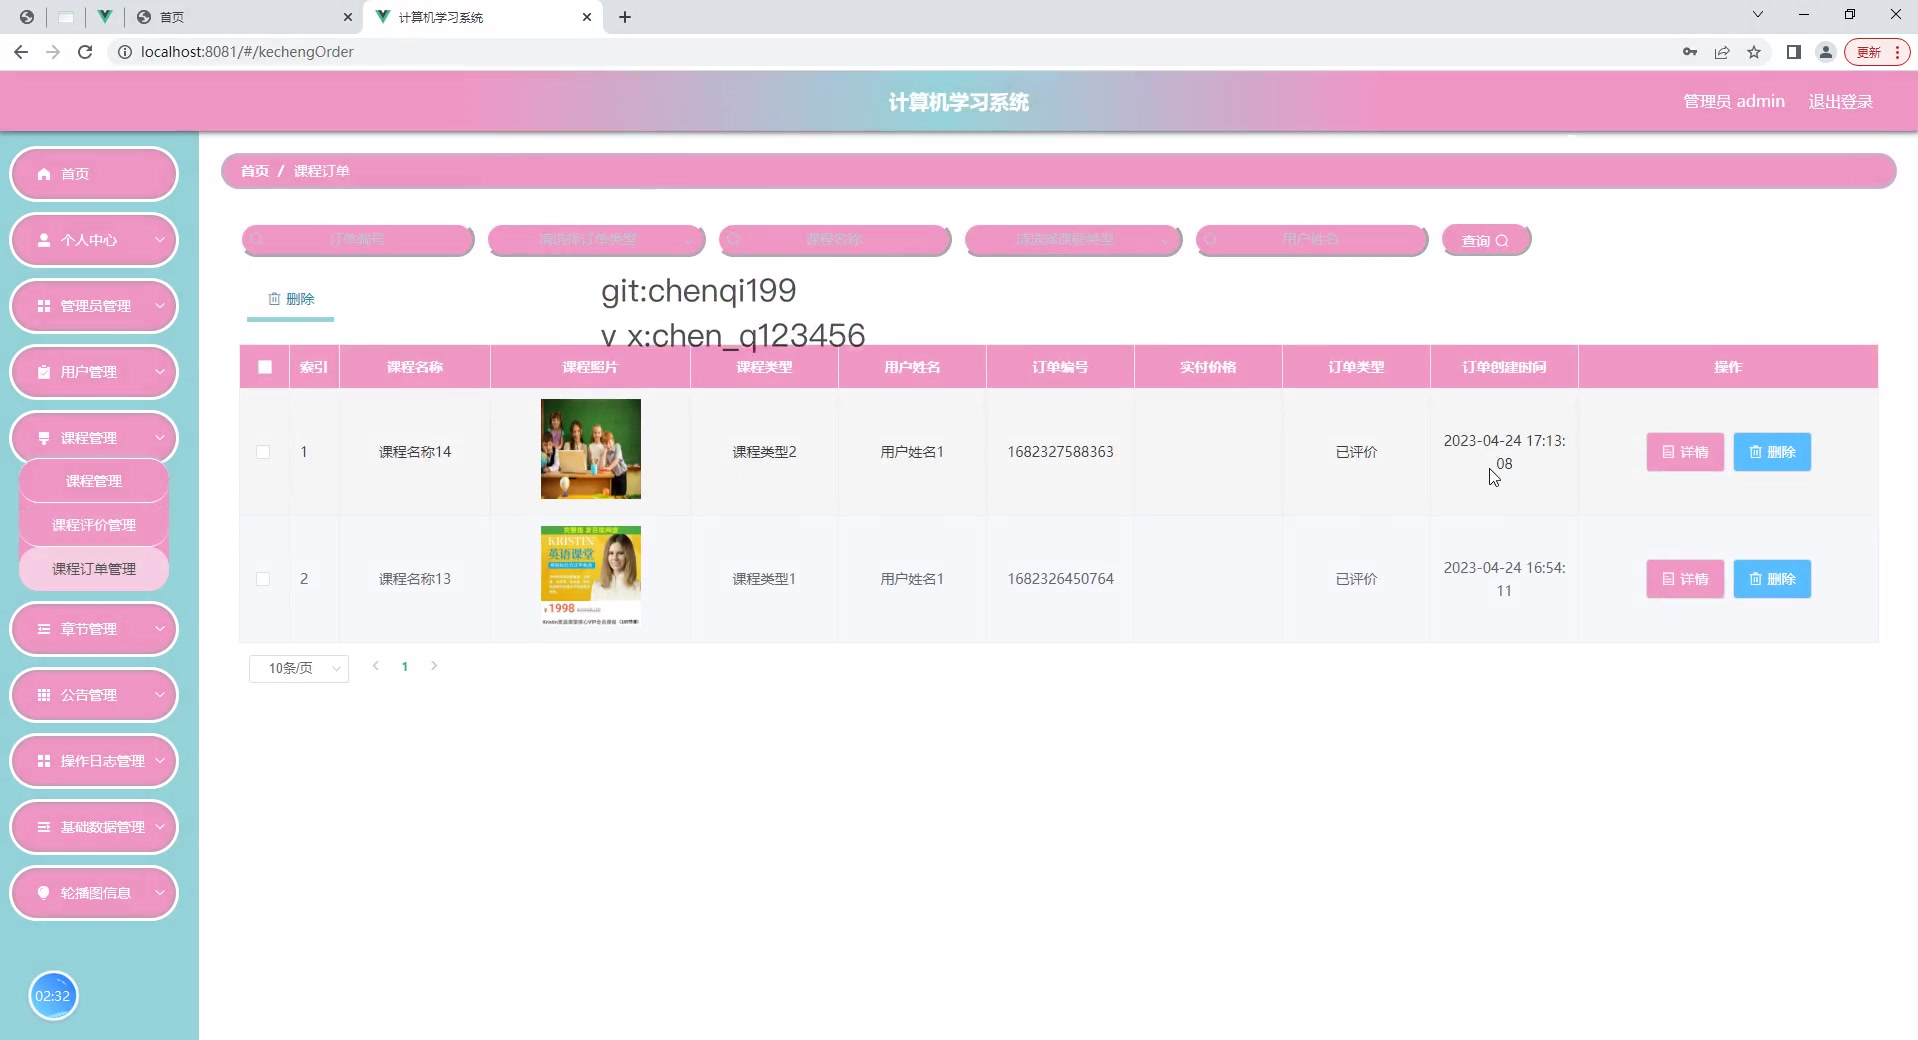 首页
计算机学习系统
localhost:8081/#/kechengOrder
更新
计算机学习系统
管理员 admin
退出登录
首页
个人中心
管理员管理
用户管理
课程管理
课程管理
课程评价管理
课程订单管理
章节管理
公告管理
操作日志管理
基础数据管理
轮播图信息
02:32
首页 / 课程订单
订单编号
请选择订单类型
课程名称
请选择课程类型
用户姓名
查询
删除
git:chenqi199
v x:chen_q123456
索引 课程名称 课程照片 课程类型 用户姓名 订单编号 实付价格 订单类型 订单创建时间 操作
1 课程名称14 课程类型2 用户姓名1 1682327588363 已评价 2023-04-24 17:13:
08
详情 删除
KRISTIN
英语课堂
¥1998
2 课程名称13 课程类型1 用户姓名1 1682326450764 已评价 2023-04-24 16:54:
11
详情 删除
10条/页
1